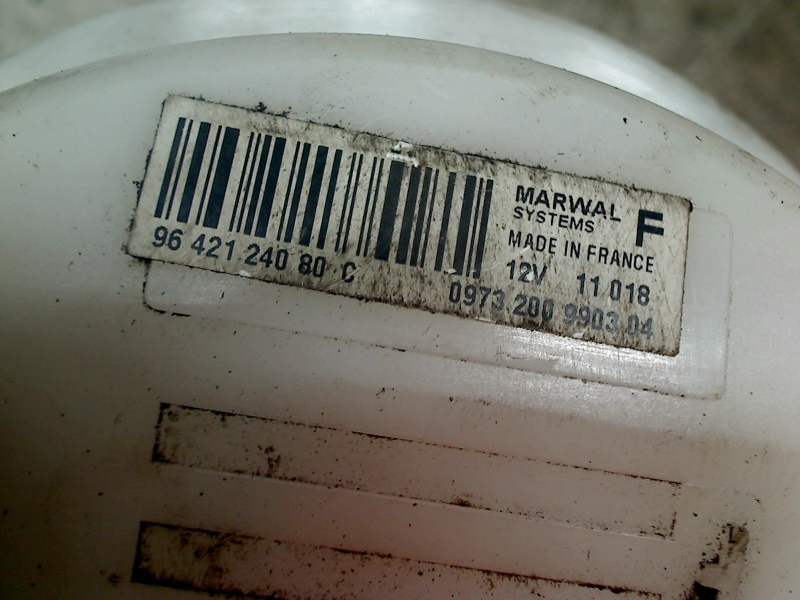 MARWAL F
SYSTEMS
MADE IN FRANCE
12V 11 018
96 421 240 80 C
0973 200 9903 04